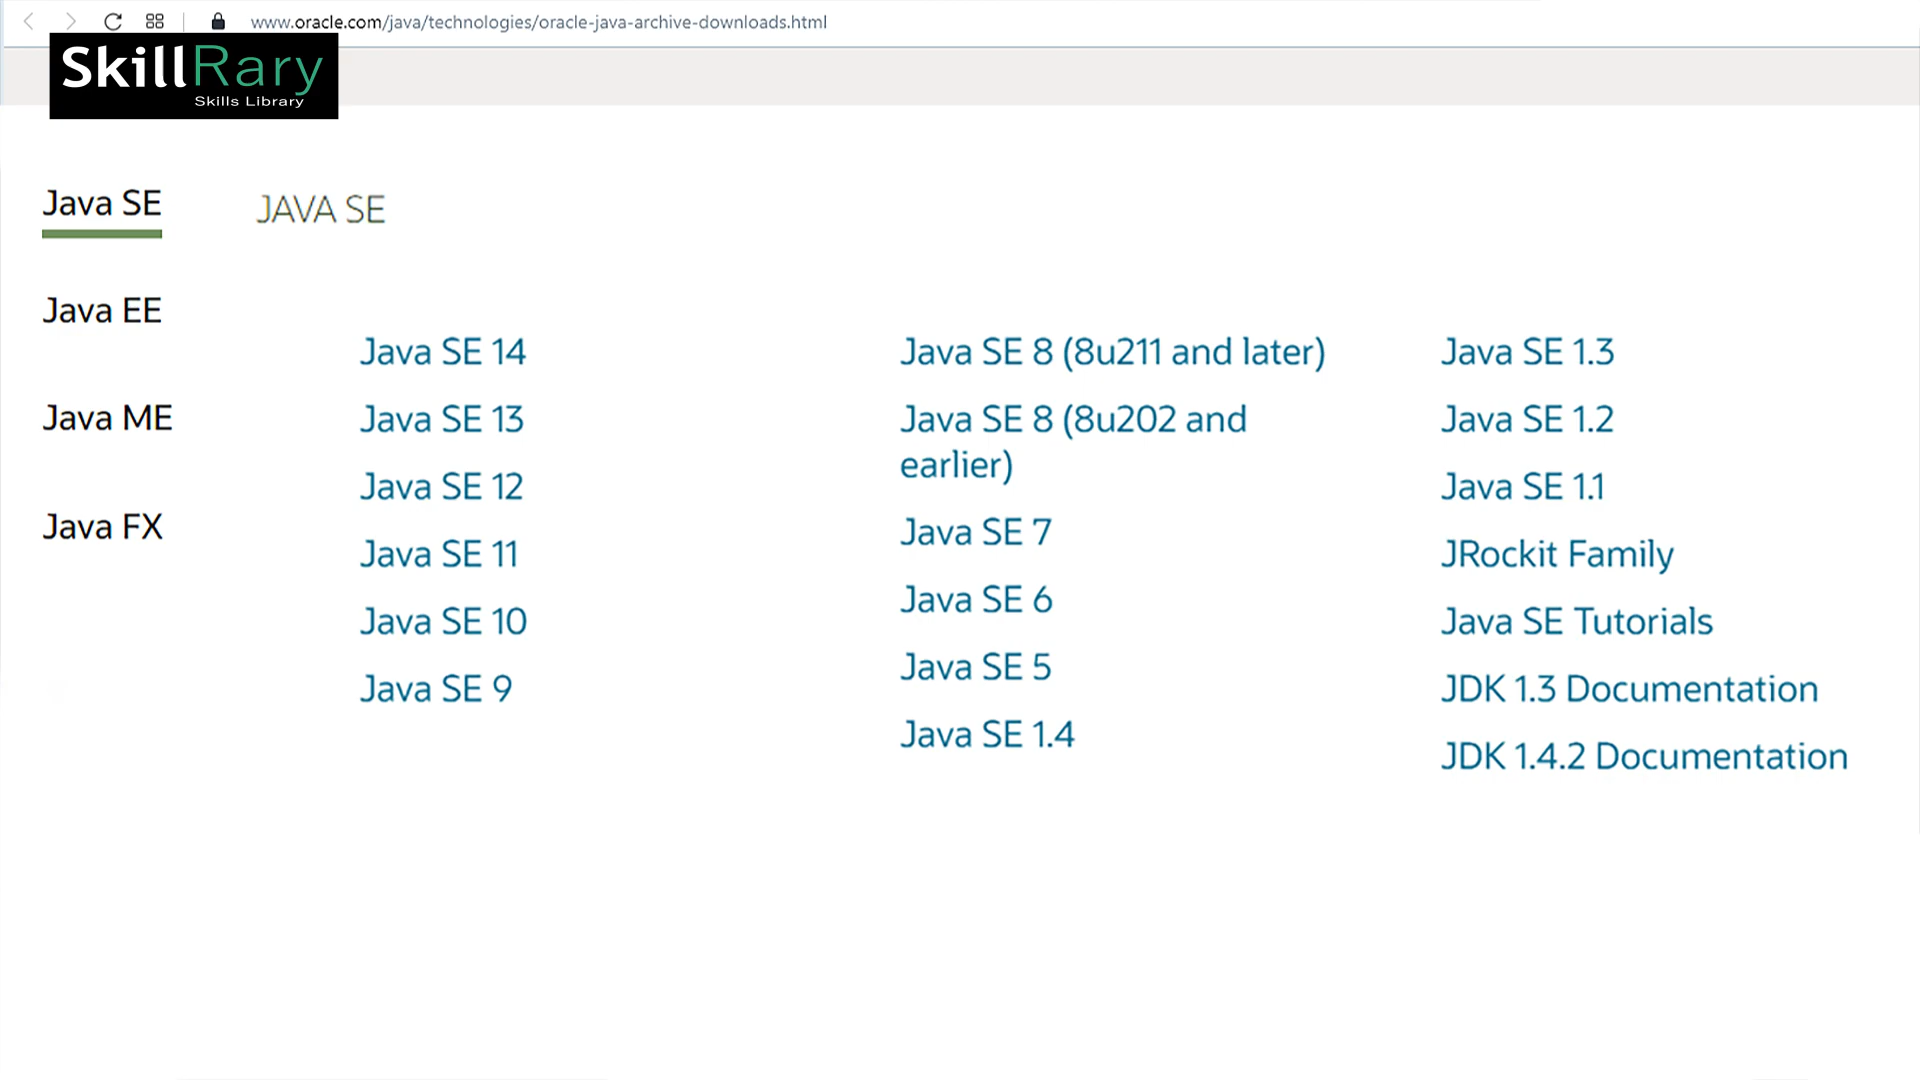 www.oracle.com/java/technologies/oracle-java-archive-downloads.html
SkillRary
Skills Library
Java SE
Java EE
Java ME
Java FX
JAVA SE
Java SE 14
Java SE 13
Java SE 12
Java SE 11
Java SE 10
Java SE 9
Java SE 8 (8u211 and later)
Java SE 8 (8u202 and
earlier)
Java SE 7
Java SE 6
Java SE 5
Java SE 1.4
Java SE 1.3
Java SE 1.2
Java SE 1.1
JRockit Family
Java SE Tutorials
JDK 1.3 Documentation
JDK 1.4.2 Documentation